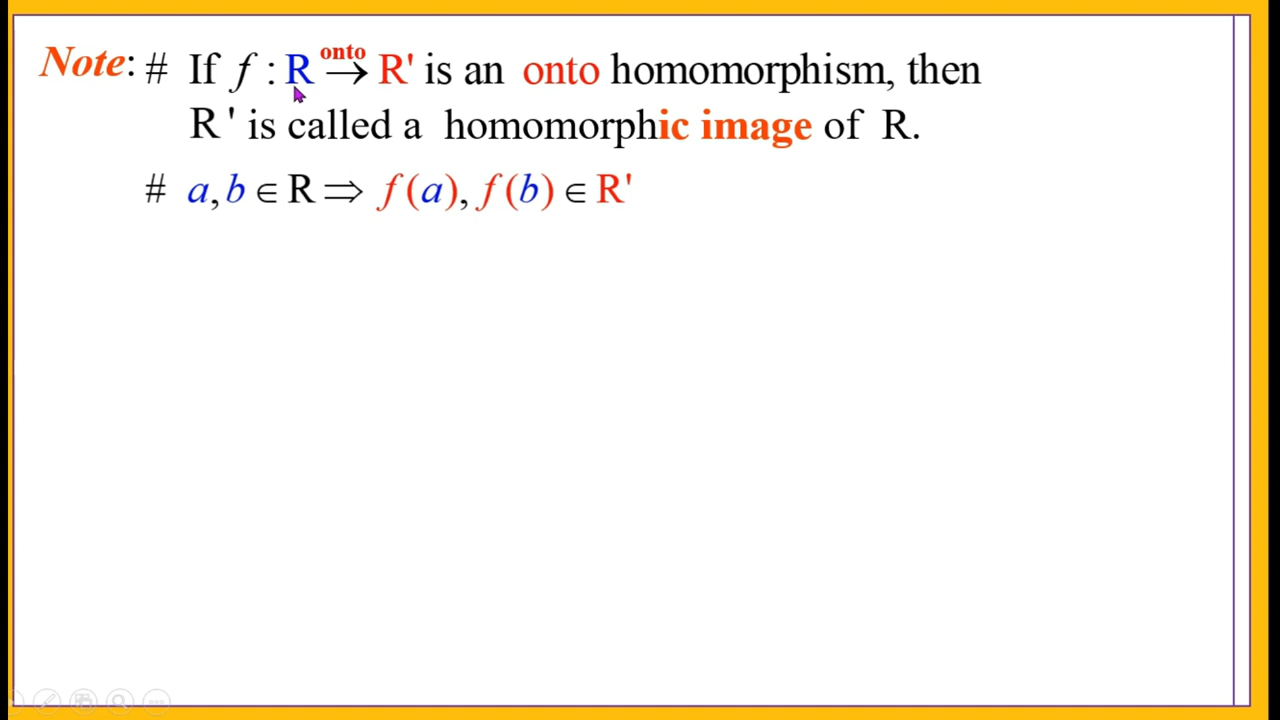 Note: # If f : R onto → R' is an onto homomorphism, then
R ' is called a homomorphic image of R.
# a, b ∈ R ⇒ f (a), f (b) ∈ R'